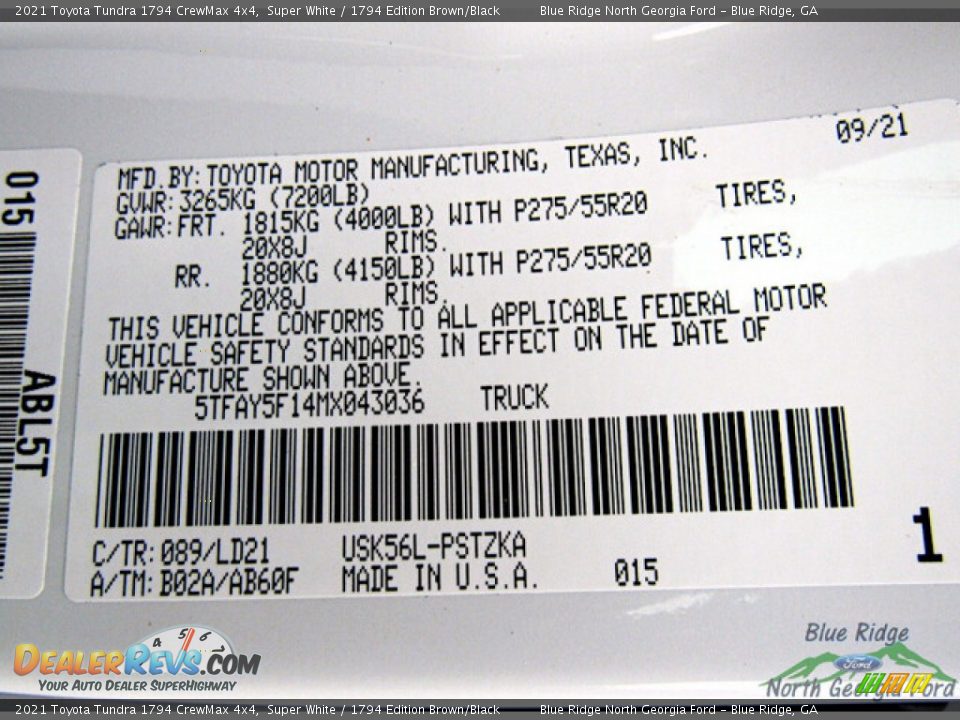 2021 Toyota Tundra 1794 CrewMax 4x4, Super White / 1794 Edition Brown/Black Blue Ridge North Georgia Ford - Blue Ridge, GA
09/21
MFD.BY:TOYOTA MOTOR MANUFACTURING, TEXAS, INC.
GVWR:3265KG (7200LB)
GAWR:FRT. 1815KG (4000LB) WITH P275/55R20 TIRES,
20X8J RIMS.
RR. 1880KG (4150LB) WITH P275/55R20 TIRES,
20X8J RIMS.
THIS VEHICLE CONFORMS TO ALL APPLICABLE FEDERAL MOTOR
VEHICLE SAFETY STANDARDS IN EFFECT ON THE DATE OF
MANUFACTURE SHOWN ABOVE.
5TFAY5F14MX043036 TRUCK
C/TR:089/LD21 USK56L-PSTZKA
A/TM:B02A/AB60F MADE IN U.S.A. 015
1
015
ABL5T
4 5 6
DEALERREVS.COM
YOUR AUTO DEALER SUPERHIGHWAY
Blue Ridge
Ford
North Georgia Ford
2021 Toyota Tundra 1794 CrewMax 4x4, Super White / 1794 Edition Brown/Black Blue Ridge North Georgia Ford - Blue Ridge, GA